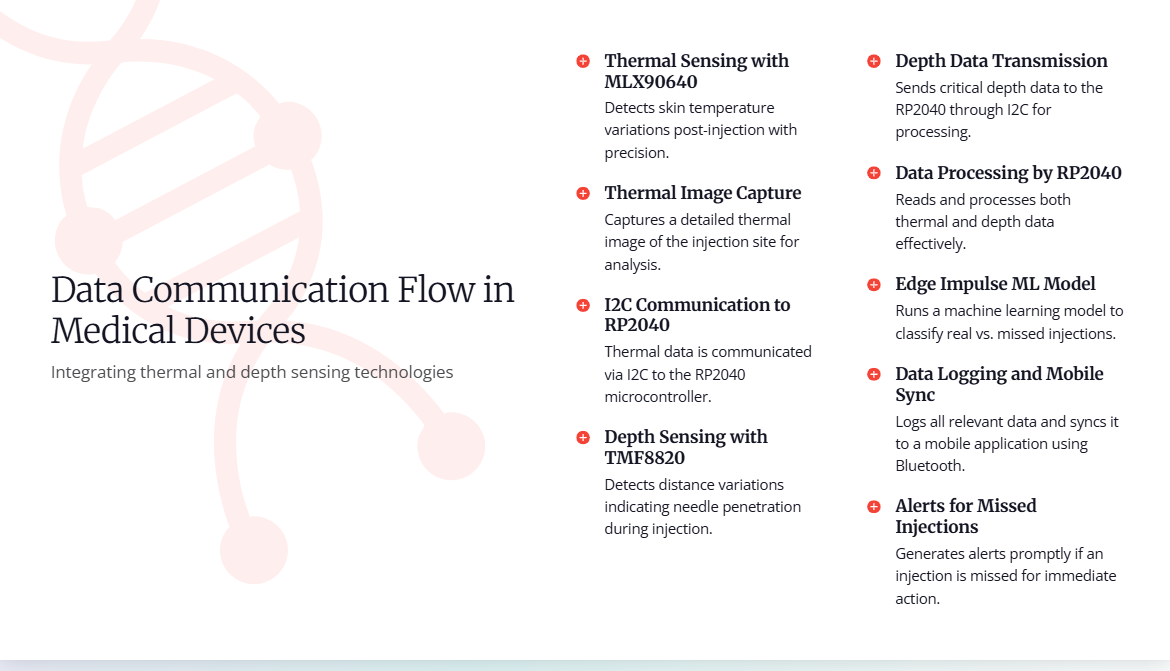 Data Communication Flow in
Medical Devices
Integrating thermal and depth sensing technologies
Thermal Sensing with
MLX90640
Detects skin temperature
variations post-injection with
precision.
Thermal Image Capture
Captures a detailed thermal
image of the injection site for
analysis.
I2C Communication to
RP2040
Thermal data is communicated
via I2C to the RP2040
microcontroller.
Depth Sensing with
TMF8820
Detects distance variations
indicating needle penetration
during injection.
Depth Data Transmission
Sends critical depth data to the
RP2040 through I2C for
processing.
Data Processing by RP2040
Reads and processes both
thermal and depth data
effectively.
Edge Impulse ML Model
Runs a machine learning model to
classify real vs. missed injections.
Data Logging and Mobile
Sync
Logs all relevant data and syncs it
to a mobile application using
Bluetooth.
Alerts for Missed
Injections
Generates alerts promptly if an
injection is missed for immediate
action.